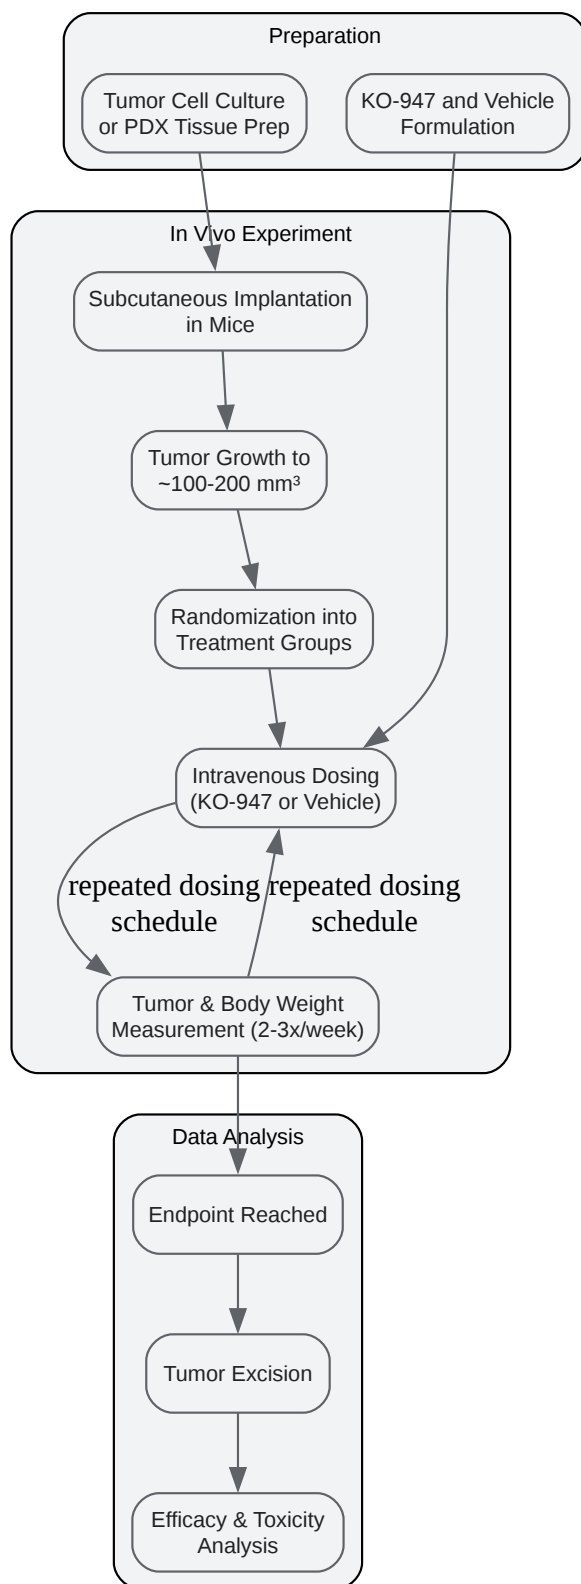 Preparation
Tumor Cell Culture
or PDX Tissue Prep
KO-947 and Vehicle
Formulation
In Vivo Experiment
Subcutaneous Implantation
in Mice
Tumor Growth to
~100-200 mm³
Randomization into
Treatment Groups
Intravenous Dosing
(KO-947 or Vehicle)
repeated dosing
schedule
repeated dosing
schedule
Tumor & Body Weight
Measurement (2-3x/week)
Data Analysis
Endpoint Reached
Tumor Excision
Efficacy & Toxicity
Analysis